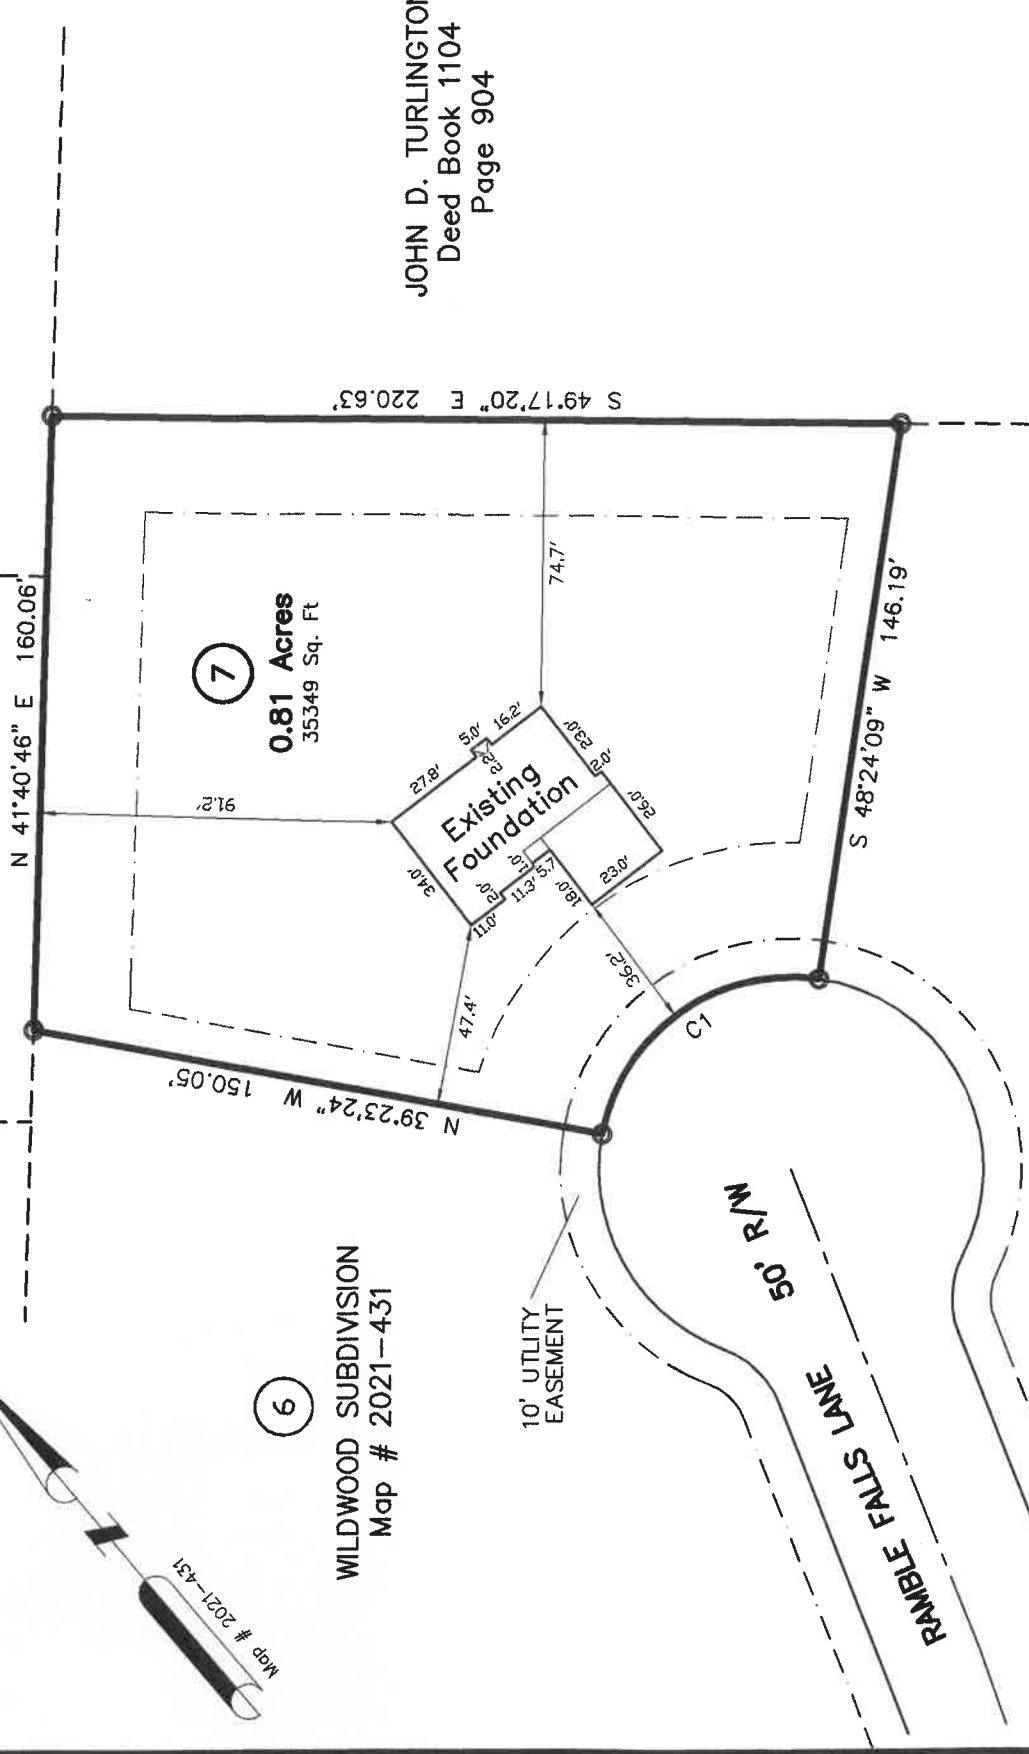 JOHN D. TURLINGTON
Deed Book 1104
Page 904
N 41°40'46" E 160.06'
S 49°17'20" E 220.63'
S 48°24'09" W 146.19'
N 39°23'24" W 150.05'
7
0.81 Acres
35349 Sq. Ft
91.2'
74.7'
47.4'
36.2'
Existing
Foundation
34.0'
27.8'
5.0'
2.2'
16.2'
23.0'
2.0'
26.0'
23.0'
18.0'
5.7'
1.0'
11.3'
2.0'
11.0'
C1
6
WILDWOOD SUBDIVISION
Map # 2021-431
10' UTLITY
EASEMENT
50' R/W
RAMBLE FALLS LANE
N
Map # 2021-431